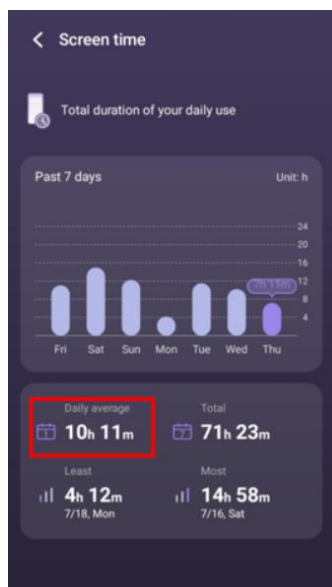 Screen time
Total duration of your daily use
Past 7 days
Unit: h
24
20
16
7h 11m
12
8
4
Fri Sat Sun Mon Tue Wed Thu
Daily average
10h 11m
Total
71h 23m
Least
4h 12m
7/18, Mon
Most
14h 58m
7/16, Sat